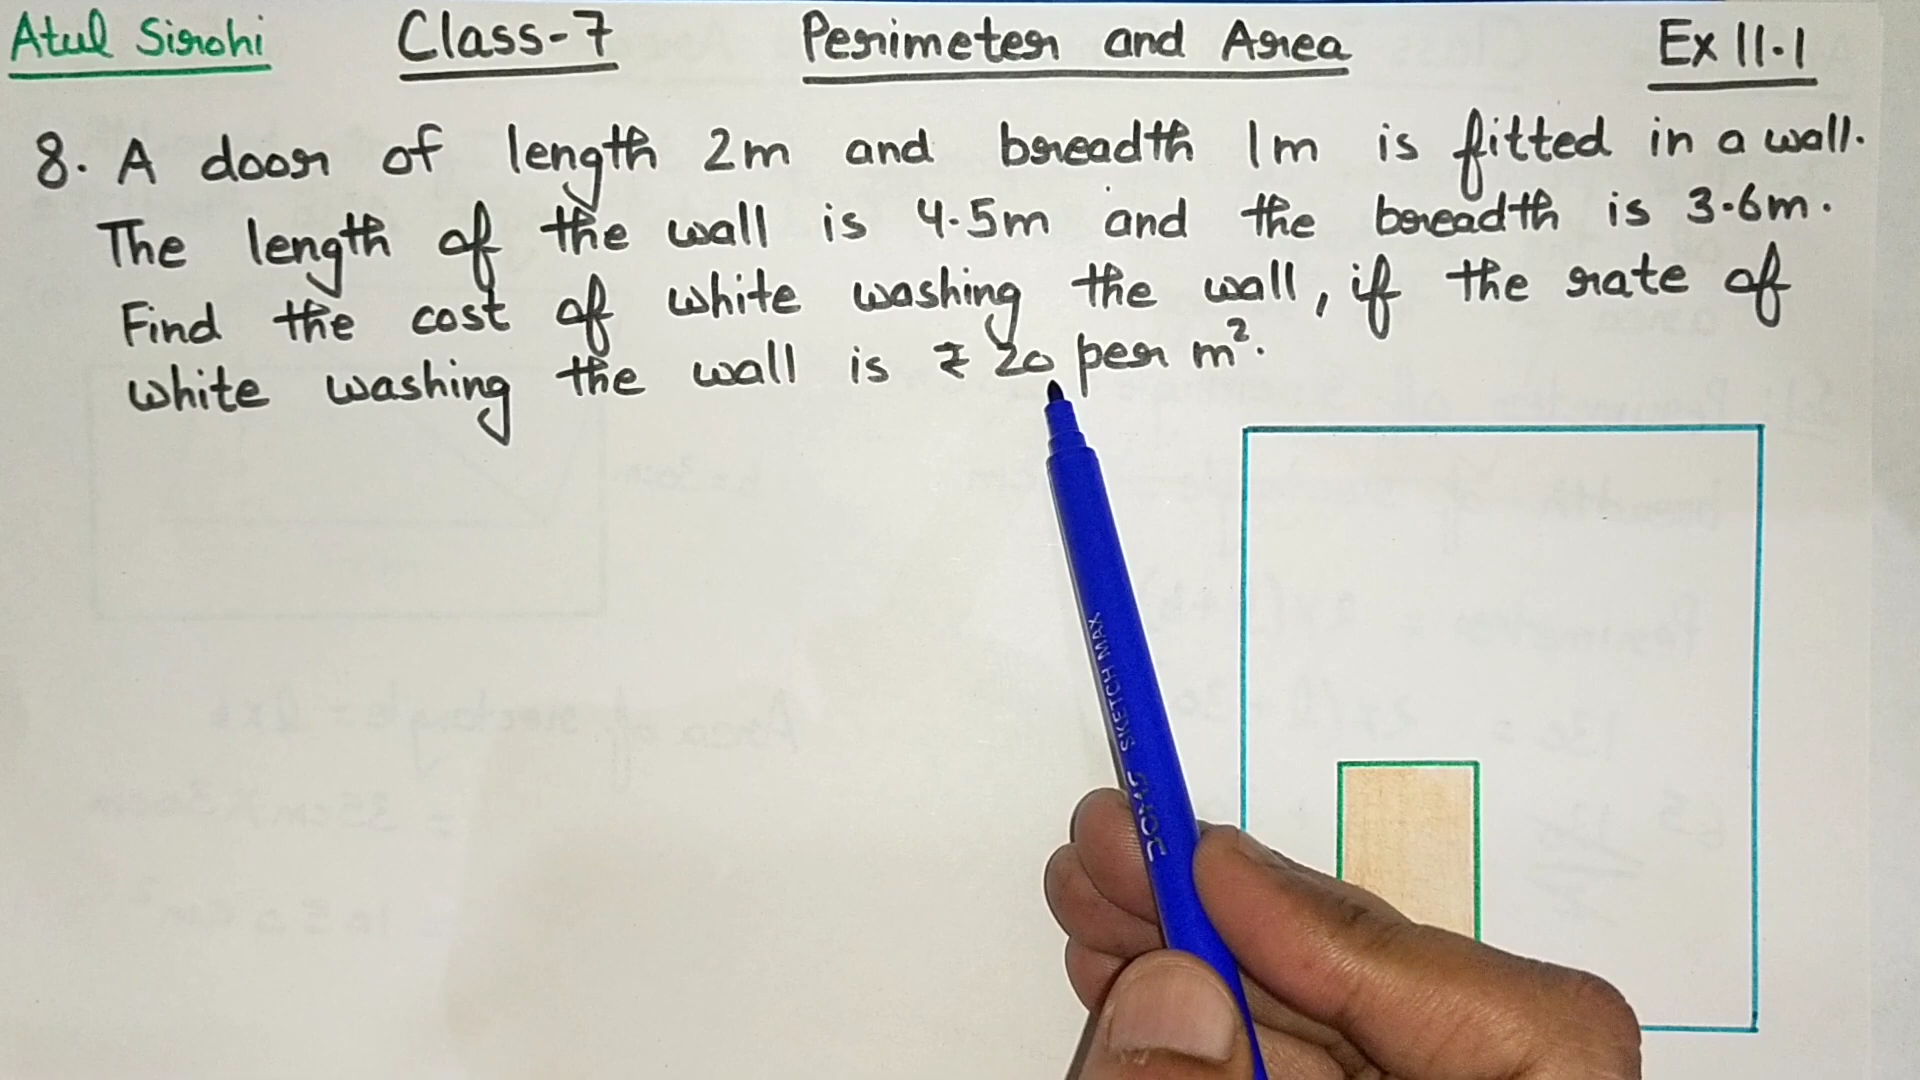 Atul Sirohi Class-7 Perimeter and Area Ex 11.1
8. A door of length 2m and breadth 1m is fitted in a wall.
The length of the wall is 4.5m and the breadth is 3.6m.
Find the cost of white washing the wall, if the rate of
white washing the wall is ₹ 20 per m².
DOMS SKETCH MAX